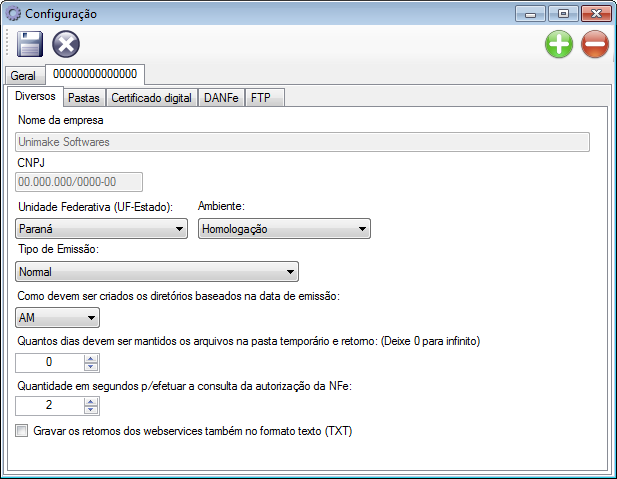 Configuração
Geral
00000000000000
Diversos
Pastas
Certificado digital
DANFe
FTP
Nome da empresa
Unimake Softwares
CNPJ
00.000.000/0000-00
Unidade Federativa (UF-Estado):
Ambiente:
Paraná
Homologação
Tipo de Emissão:
Normal
Como devem ser criados os diretórios baseados na data de emissão:
AM
Quantos dias devem ser mantidos os arquivos na pasta temporário e retorno: (Deixe 0 para infinito)
0
Quantidade em segundos p/efetuar a consulta da autorização da NFe:
2
Gravar os retornos dos webservices também no formato texto (TXT)